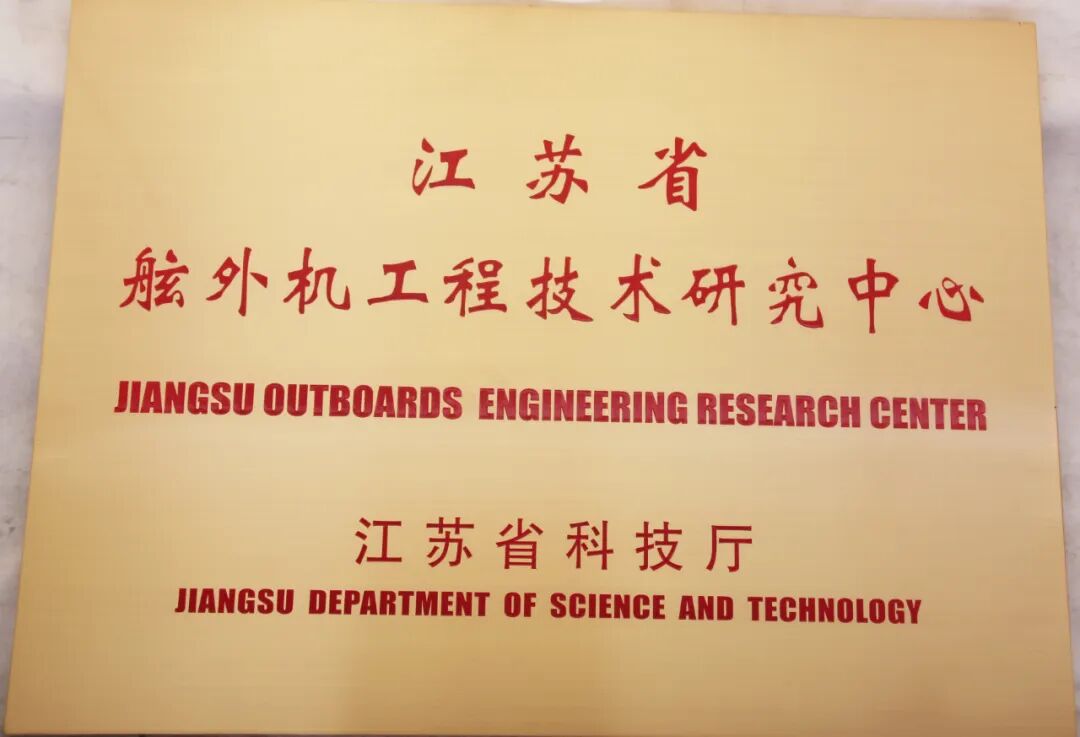 江苏省
舷外机工程技术研究中心
JIANGSU OUTBOARDS ENGINEERING RESEARCH CENTER
江苏省科技厅
JIANGSU DEPARTMENT OF SCIENCE AND TECHNOLOGY